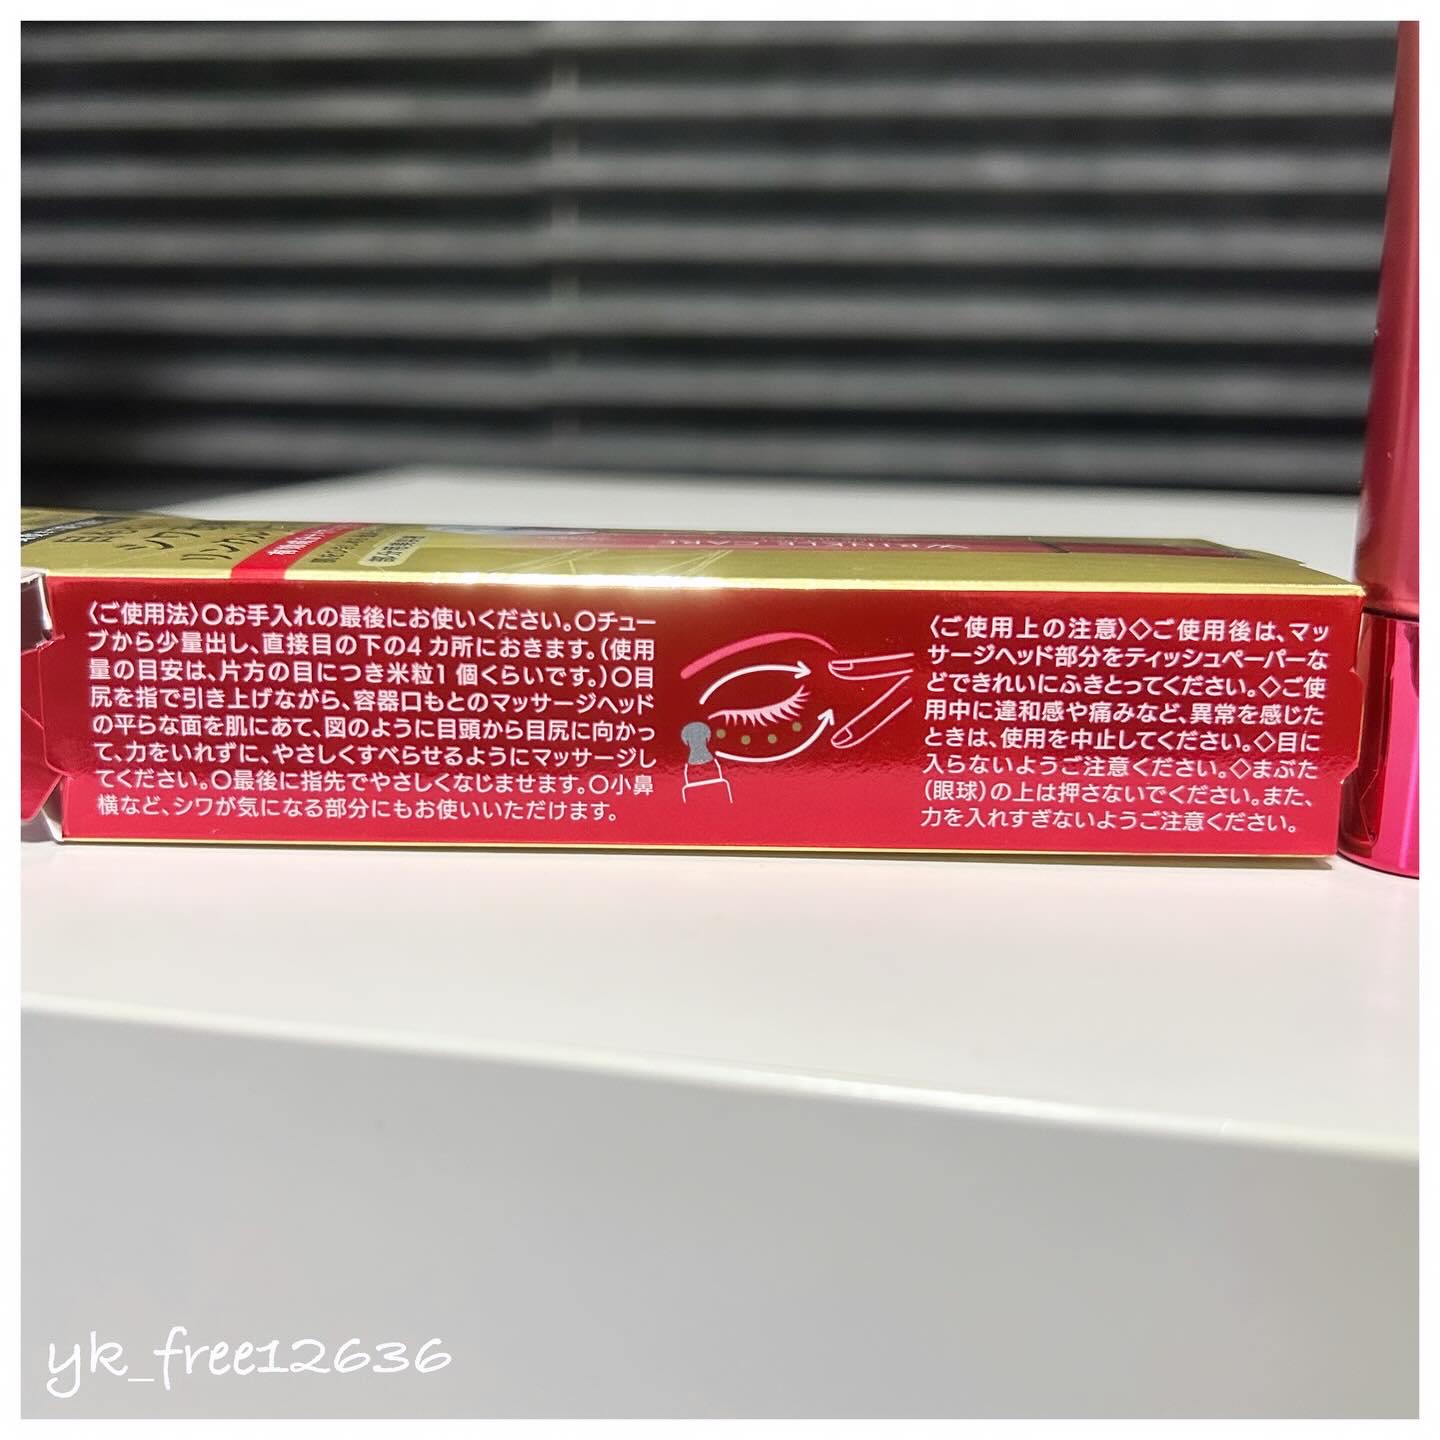 シワ
WRINKLE CARE
〈ご使用法〉○お手入れの最後にお使いください。○チュー
ブから少量出し、直接目の下の4カ所におきます。（使用
量の目安は、片方の目につき米粒1個くらいです。）○目
尻を指で引き上げながら、容器口もとのマッサージヘッド
の平らな面を肌にあて、図のように目頭から目尻に向かっ
て、力をいれずに、やさしくすべらせるようにマッサージし
てください。○最後に指先でやさしくなじませます。○小鼻
横など、シワが気になる部分にもお使いいただけます。
〈ご使用上の注意〉◇ご使用後は、マッ
サージヘッド部分をティッシュペーパーな
どできれいにふきとってください。◇ご使
用中に違和感や痛みなど、異常を感じた
ときは、使用を中止してください。◇目に
入らないようご注意ください。◇まぶた
（眼球）の上は押さないでください。また、
力を入れすぎないようご注意ください。
yk_free12636